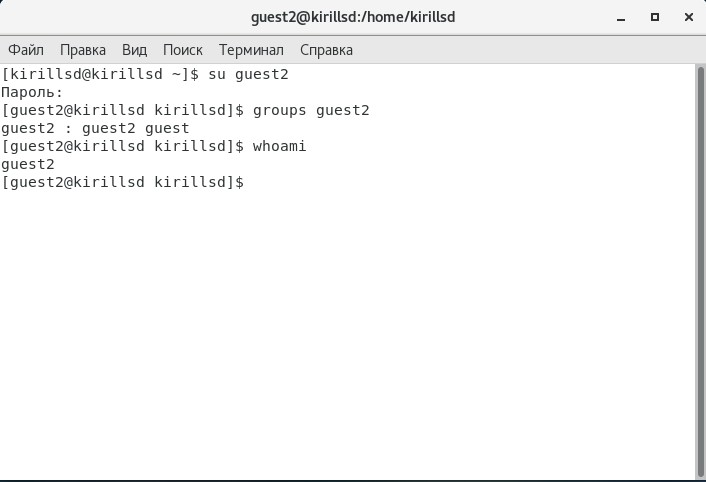 guest2@kirillsd:/home/kirillsd
Файл Правка Вид Поиск Терминал Справка
[kirillsd@kirillsd ~]$ su guest2
Пароль:
[guest2@kirillsd kirillsd]$ groups guest2
guest2 : guest2 guest
[guest2@kirillsd kirillsd]$ whoami
guest2
[guest2@kirillsd kirillsd]$